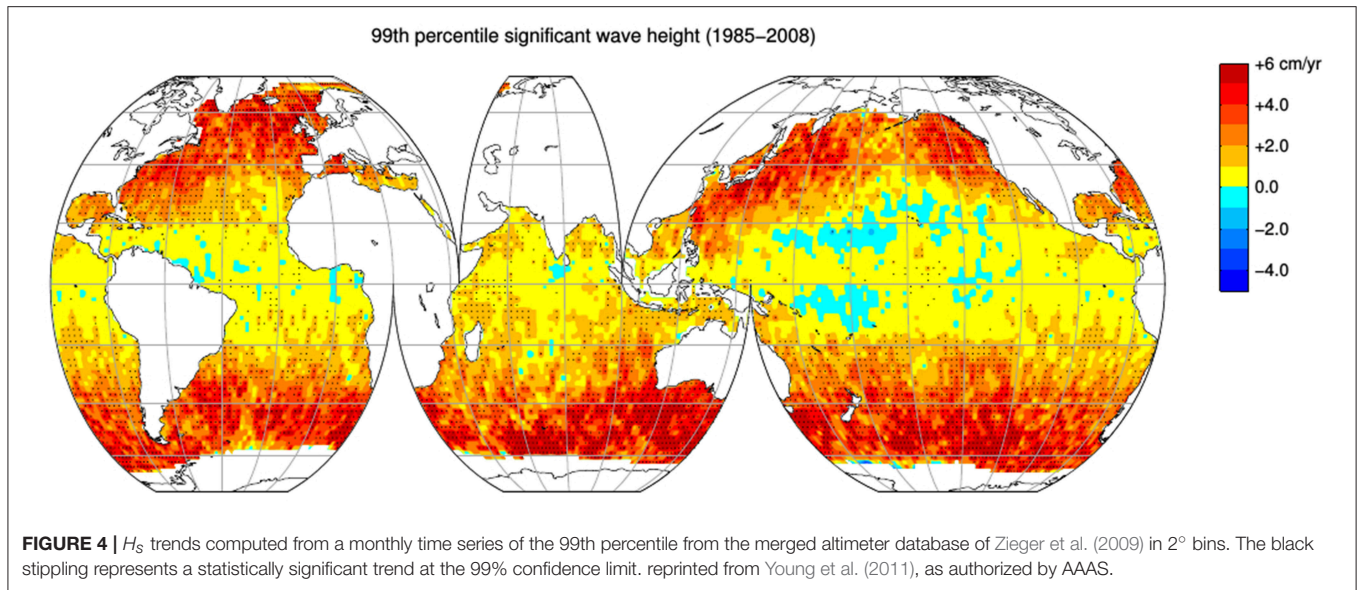 99th percentile significant wave height (1985–2008)
+6 cm/yr
+4.0
+2.0
0.0
−2.0
−4.0
FIGURE 4 | Hs trends computed from a monthly time series of the 99th percentile from the merged altimeter database of Zieger et al. (2009) in 2° bins. The black
stippling represents a statistically significant trend at the 99% confidence limit. reprinted from Young et al. (2011), as authorized by AAAS.